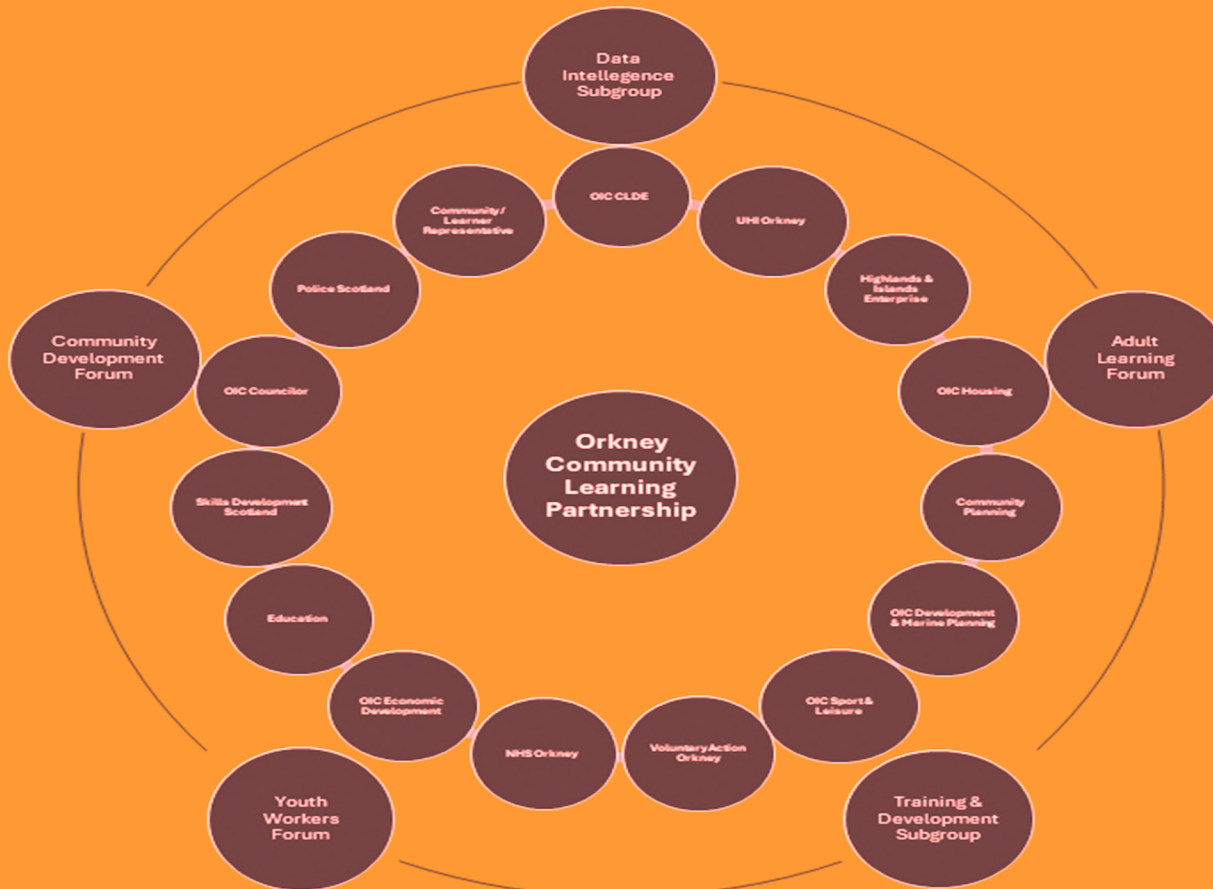 Data
Intellegence
Subgroup
OIC CLDE
Community /
Learner
Representative
UHI Orkney
Police Scotland
Highlands &
Islands
Enterprise
Community
Development
Forum
Adult
Learning
Forum
OIC Councilor
OIC Housing
Orkney
Community
Learning
Partnership
Skills Development
Scotland
Community
Planning
Education
OIC Development
& Marine Planning
OIC Economic
Development
OIC Sport &
Leisure
NHS Orkney
Voluntary Action
Orkney
Youth
Workers
Forum
Training &
Development
Subgroup